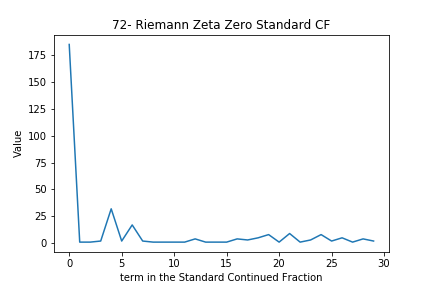 72- Riemann Zeta Zero Standard CF
Value
175
150
125
100
75
50
25
0
0 5 10 15 20 25 30
term in the Standard Continued Fraction